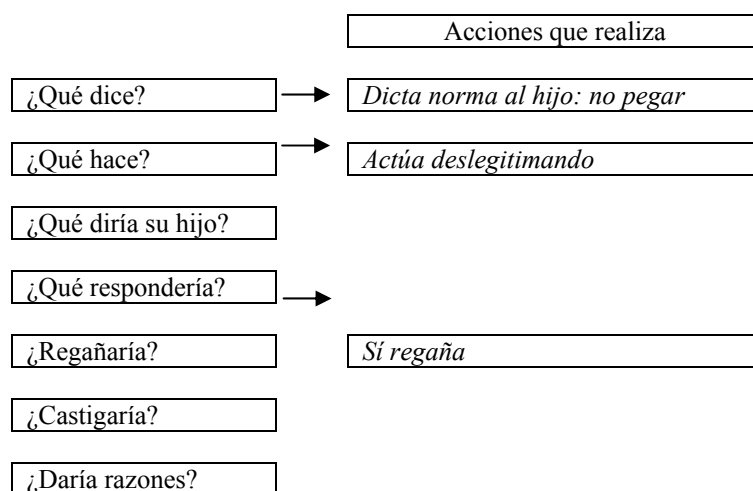 Acciones que realiza
¿Qué dice? Dicta norma al hijo: no pegar
¿Qué hace? Actúa deslegitimando
¿Qué diría su hijo?
¿Qué respondería?
¿Regañaría? Sí regaña
¿Castigaría?
¿Daría razones?